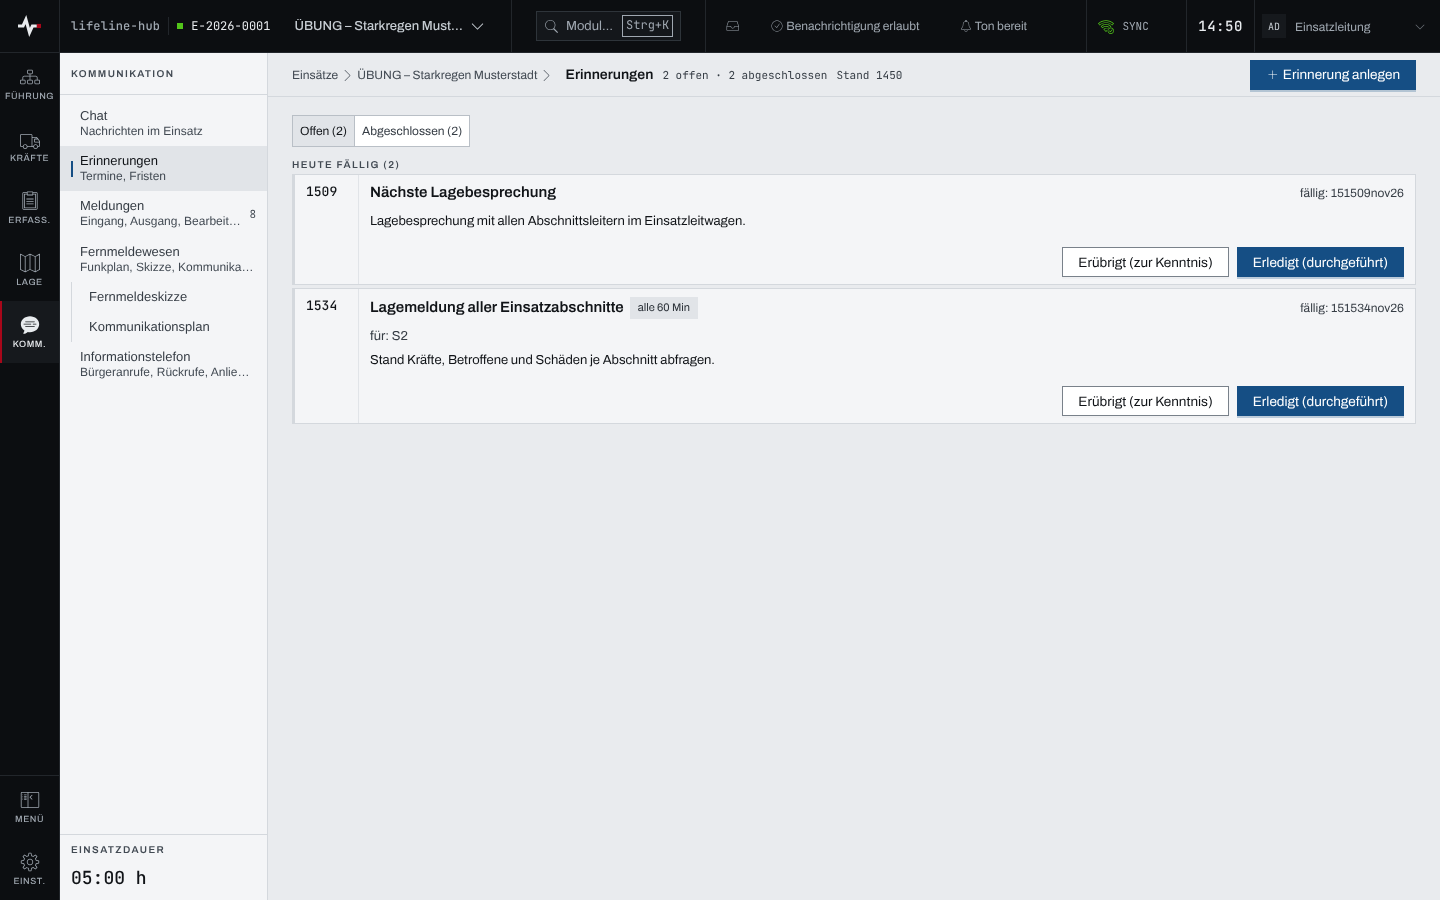 lifeline-hub
E-2026-0001
ÜBUNG – Starkregen Must...
Modul...
Strg+K
Benachrichtigung erlaubt
Ton bereit
SYNC
14:50
AD
Einsatzleitung
FÜHRUNG
KRÄFTE
ERFASS.
LAGE
KOMM.
MENÜ
EINST.
KOMMUNIKATION
Chat
Nachrichten im Einsatz
Erinnerungen
Termine, Fristen
Meldungen
Eingang, Ausgang, Bearbeit...
8
Fernmeldewesen
Funkplan, Skizze, Kommunika...
Fernmeldeskizze
Kommunikationsplan
Informationstelefon
Bürgeranrufe, Rückrufe, Anlie...
EINSATZDAUER
05:00 h
Einsätze
ÜBUNG – Starkregen Musterstadt
Erinnerungen
2 offen · 2 abgeschlossen Stand 1450
+ Erinnerung anlegen
Offen (2)
Abgeschlossen (2)
HEUTE FÄLLIG (2)
1509
Nächste Lagebesprechung
fällig: 151509nov26
Lagebesprechung mit allen Abschnittsleitern im Einsatzleitwagen.
Erübrigt (zur Kenntnis)
Erledigt (durchgeführt)
1534
Lagemeldung aller Einsatzabschnitte
alle 60 Min
fällig: 151534nov26
für: S2
Stand Kräfte, Betroffene und Schäden je Abschnitt abfragen.
Erübrigt (zur Kenntnis)
Erledigt (durchgeführt)